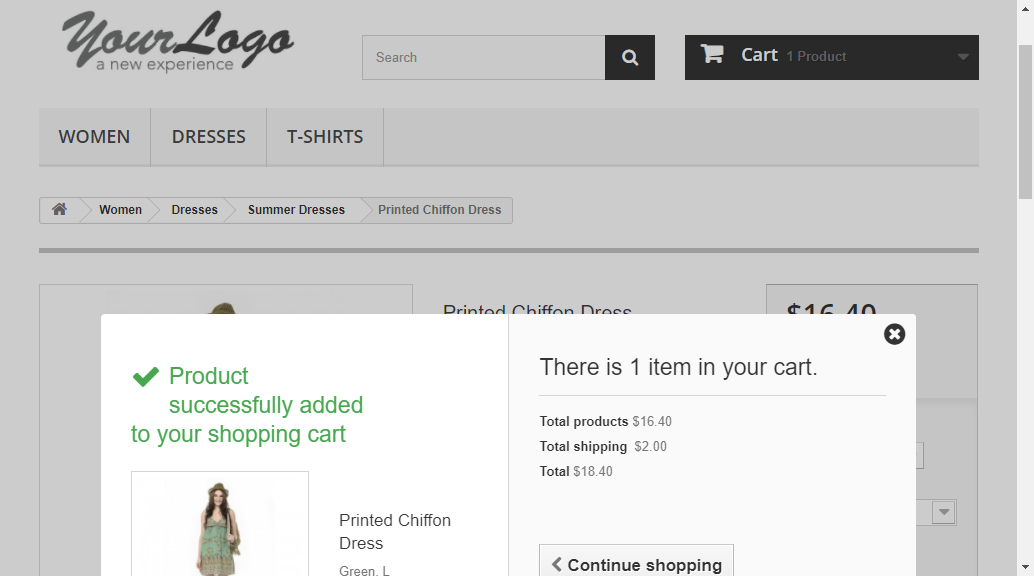 YourLogo
a new experience
Search
Cart 1 Product
WOMEN
DRESSES
T-SHIRTS
Women
Dresses
Summer Dresses
Printed Chiffon Dress
Printed Chiffon Dress
$16.40
Product
successfully added
to your shopping cart
Printed Chiffon
Dress
Green, L
There is 1 item in your cart.
Total products $16.40
Total shipping $2.00
Total $18.40
Continue shopping